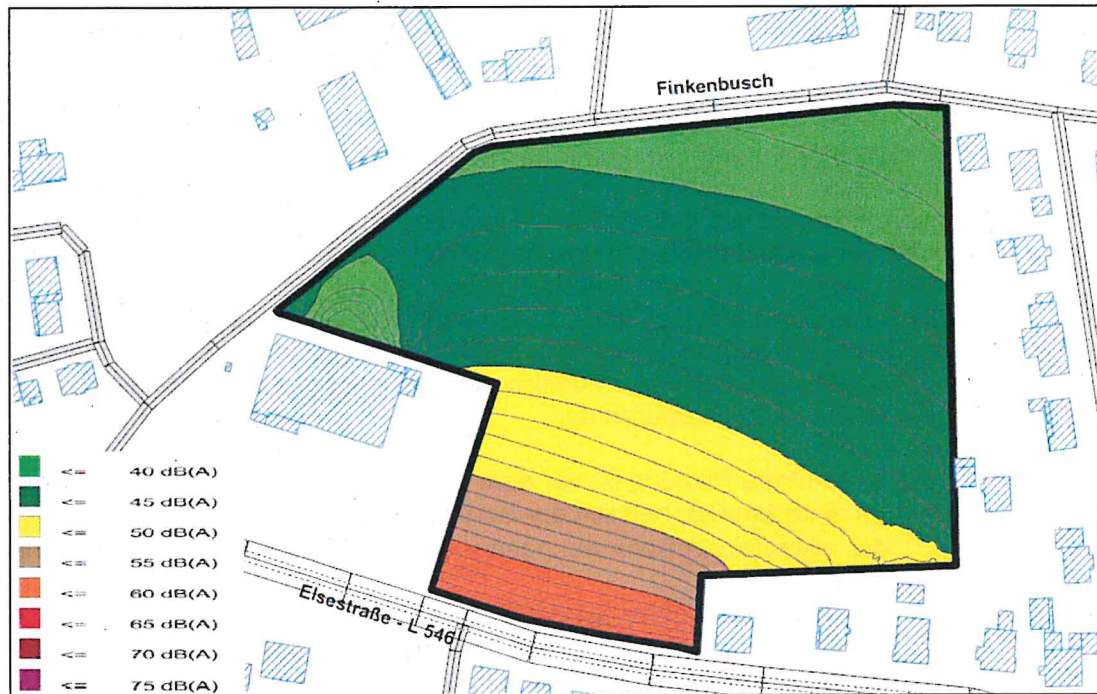 Finkenbusch
<= 40 dB(A)
<= 45 dB(A)
<= 50 dB(A)
<= 55 dB(A)
<= 60 dB(A)
<= 65 dB(A)
<= 70 dB(A)
<= 75 dB(A)
Elsestraße - L 546